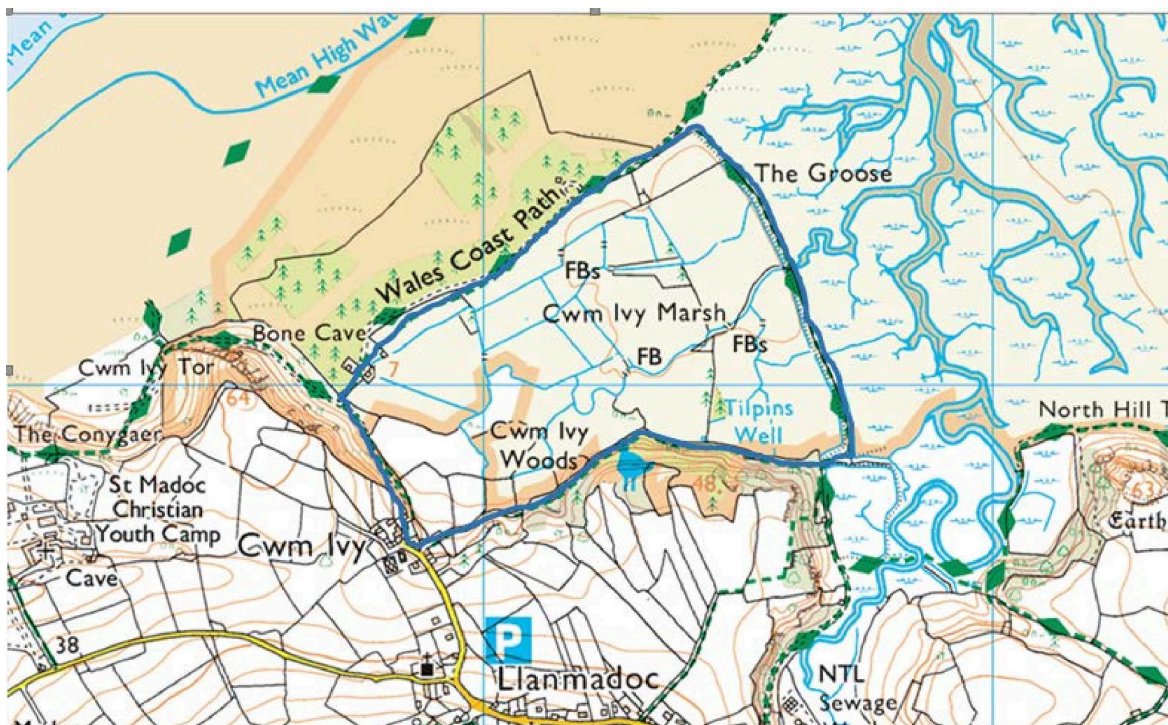 Mean
Mean High Wat
The Groose
Wales Coast Path
FBs
Bone Cave
Cwm Ivy Marsh
FB
FBs
7
Cwm Ivy Tor
64
Tilpins
Well
North Hill T
The Conygaer
Cwm Ivy
Woods
48
63
St Madoc
Christian
Youth Camp
Earth
Cwm Ivy
Cave
38
P
Llanmadoc
NTL
Sewage